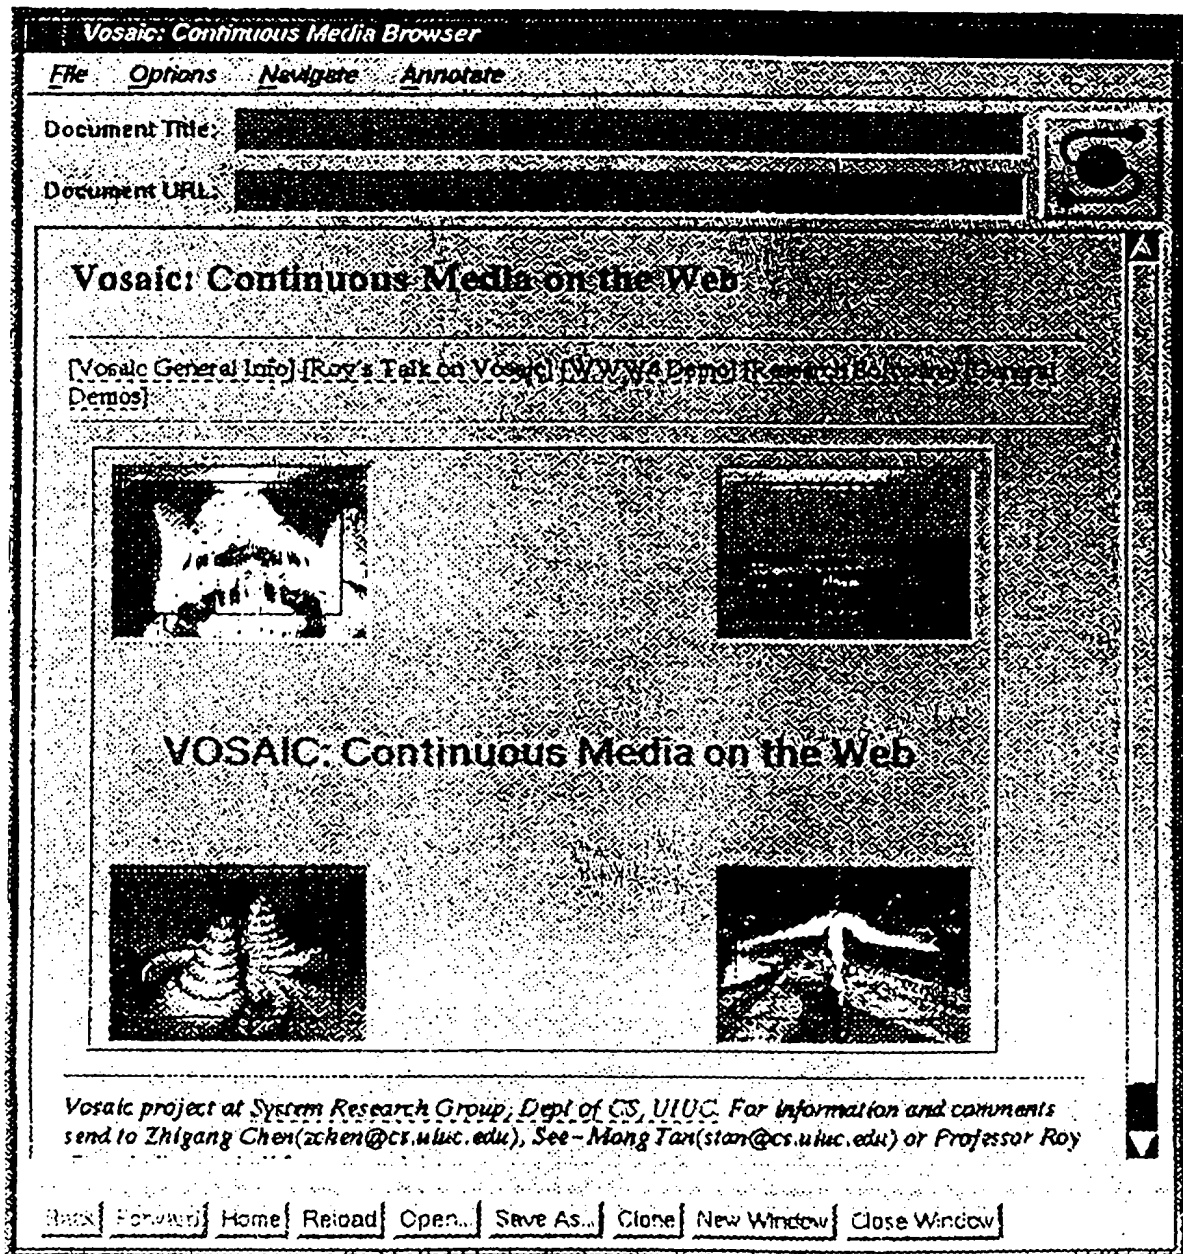 Vosaic: Continuous Media Browser
File Options Navigate Annotate
Document Title:
Document URL:
Vosaic: Continuous Media on the Web
[Vosaic General Info] [Roy's Talk on Vosaic] [WWW4 Demo] [Research Software] [General
Demos]
VOSAIC: Continuous Media on the Web
Vosaic project at System Research Group, Dept of CS, UIUC. For information and comments
send to Zhigang Chen(zchen@cs.uiuc.edu), See-Mong Tan(stan@cs.uiuc.edu) or Professor Roy
Back Forward Home Reload Open... Save As... Clone New Window Close Window